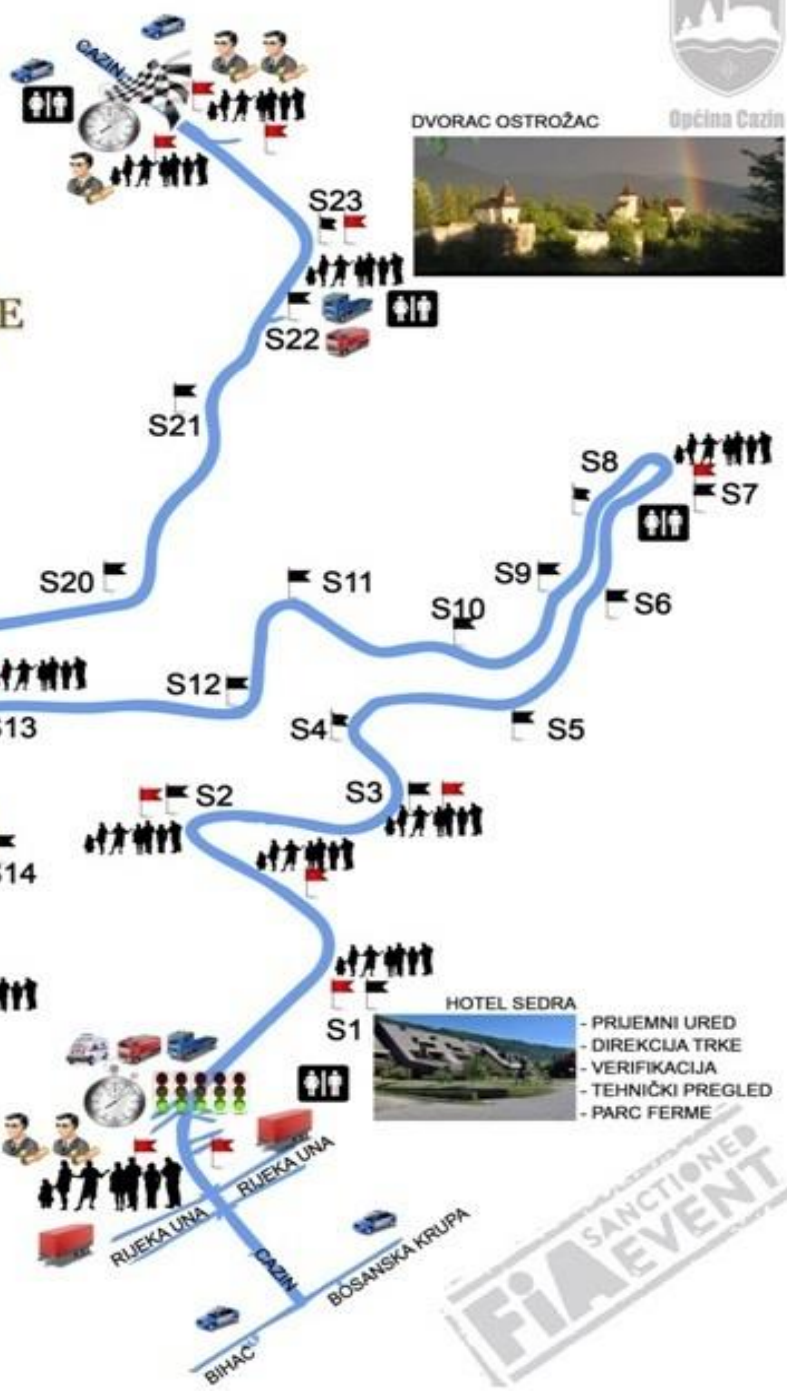 CAZIN
Općina Cazin
DVORAC OSTROŽAC
S23
E
S22
S21
S8
S7
S20
S11
S9
S6
S10
S12
S13
S4
S5
S2
S3
S14
HOTEL SEDRA
S1
- PRIJEMNI URED
- DIREKCIJA TRKE
- VERIFIKACIJA
- TEHNIČKI PREGLED
- PARC FERME
RIJEKA UNA
RIJEKA UNA
CAZIN
BOSANSKA KRUPA
BIHAĆ
FiA SANCTIONED
EVENT